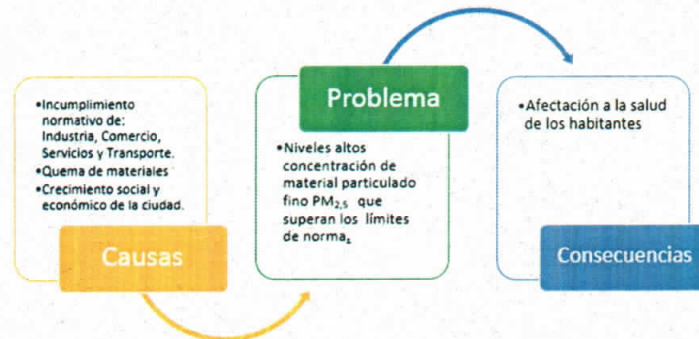 •Incumplimiento
normativo de:
Industria, Comercio,
Servicios y Transporte.
•Quema de materiales
•Crecimiento social y
económico de la ciudad.
Causas
Problema
•Niveles altos
concentración de
material particulado
fino PM2,5 que
superan los límites
de norma.
•Afectación a la salud
de los habitantes
Consecuencias